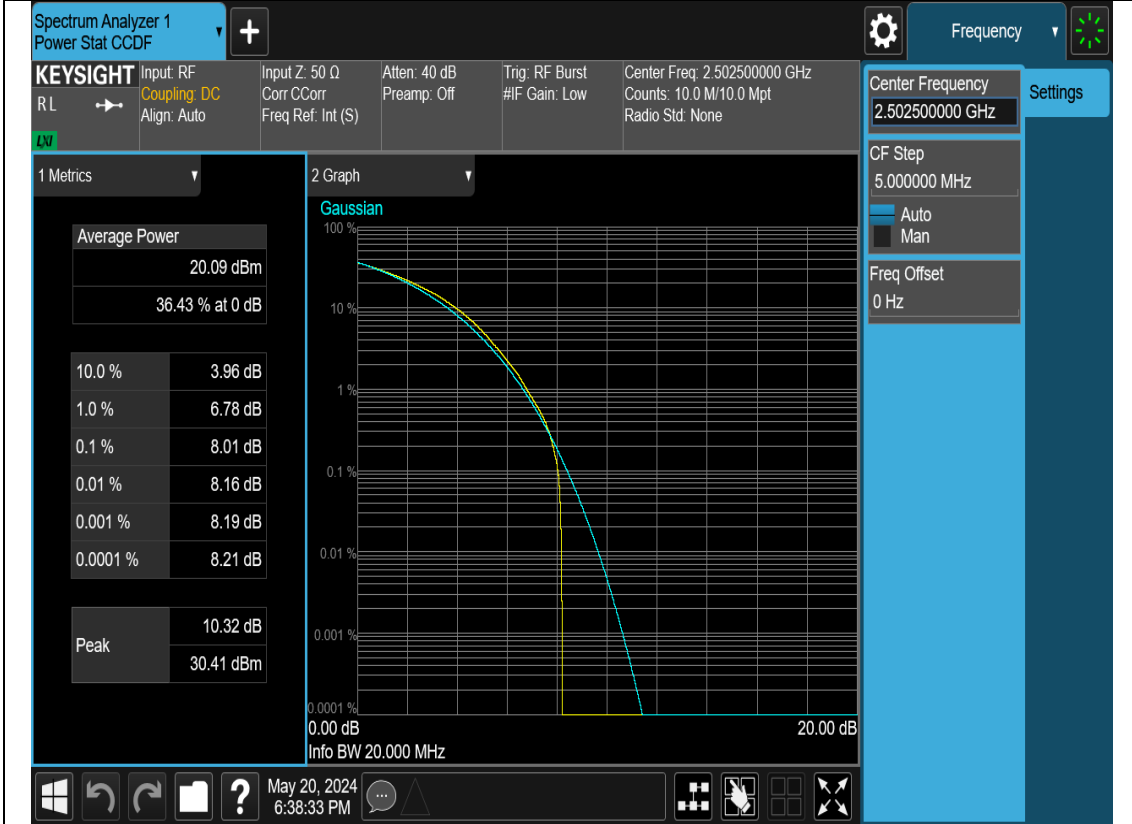 Spectrum Analyzer 1
Power Stat CCDF
Frequency
KEYSIGHT
RL
LXI
Input: RF
Coupling: DC
Align: Auto
Input Z: 50 Ω
Corr CCorr
Freq Ref: Int (S)
Atten: 40 dB
Preamp: Off
Trig: RF Burst
#IF Gain: Low
Center Freq: 2.502500000 GHz
Counts: 10.0 M/10.0 Mpt
Radio Std: None
Center Frequency
2.502500000 GHz
Settings
CF Step
5.000000 MHz
Auto
Man
Freq Offset
0 Hz
1 Metrics
Average Power
20.09 dBm
36.43 % at 0 dB
10.0 % 3.96 dB
1.0 % 6.78 dB
0.1 % 8.01 dB
0.01 % 8.16 dB
0.001 % 8.19 dB
0.0001 % 8.21 dB
Peak
10.32 dB
30.41 dBm
2 Graph
Gaussian
100 %
10 %
1 %
0.1 %
0.01 %
0.001 %
0.0001 %
0.00 dB 20.00 dB
Info BW 20.000 MHz
?
May 20, 2024
6:38:33 PM